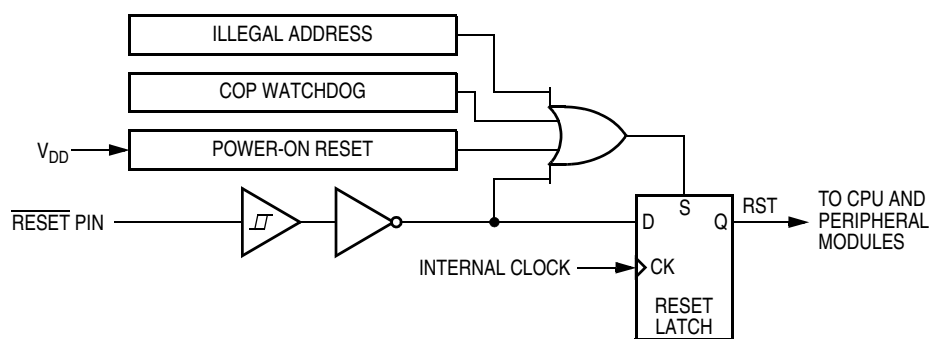 ILLEGAL ADDRESS
COP WATCHDOG
VDD
POWER-ON RESET
RESET PIN
S
D
Q
RST
TO CPU AND
PERIPHERAL
MODULES
INTERNAL CLOCK
CK
RESET
LATCH